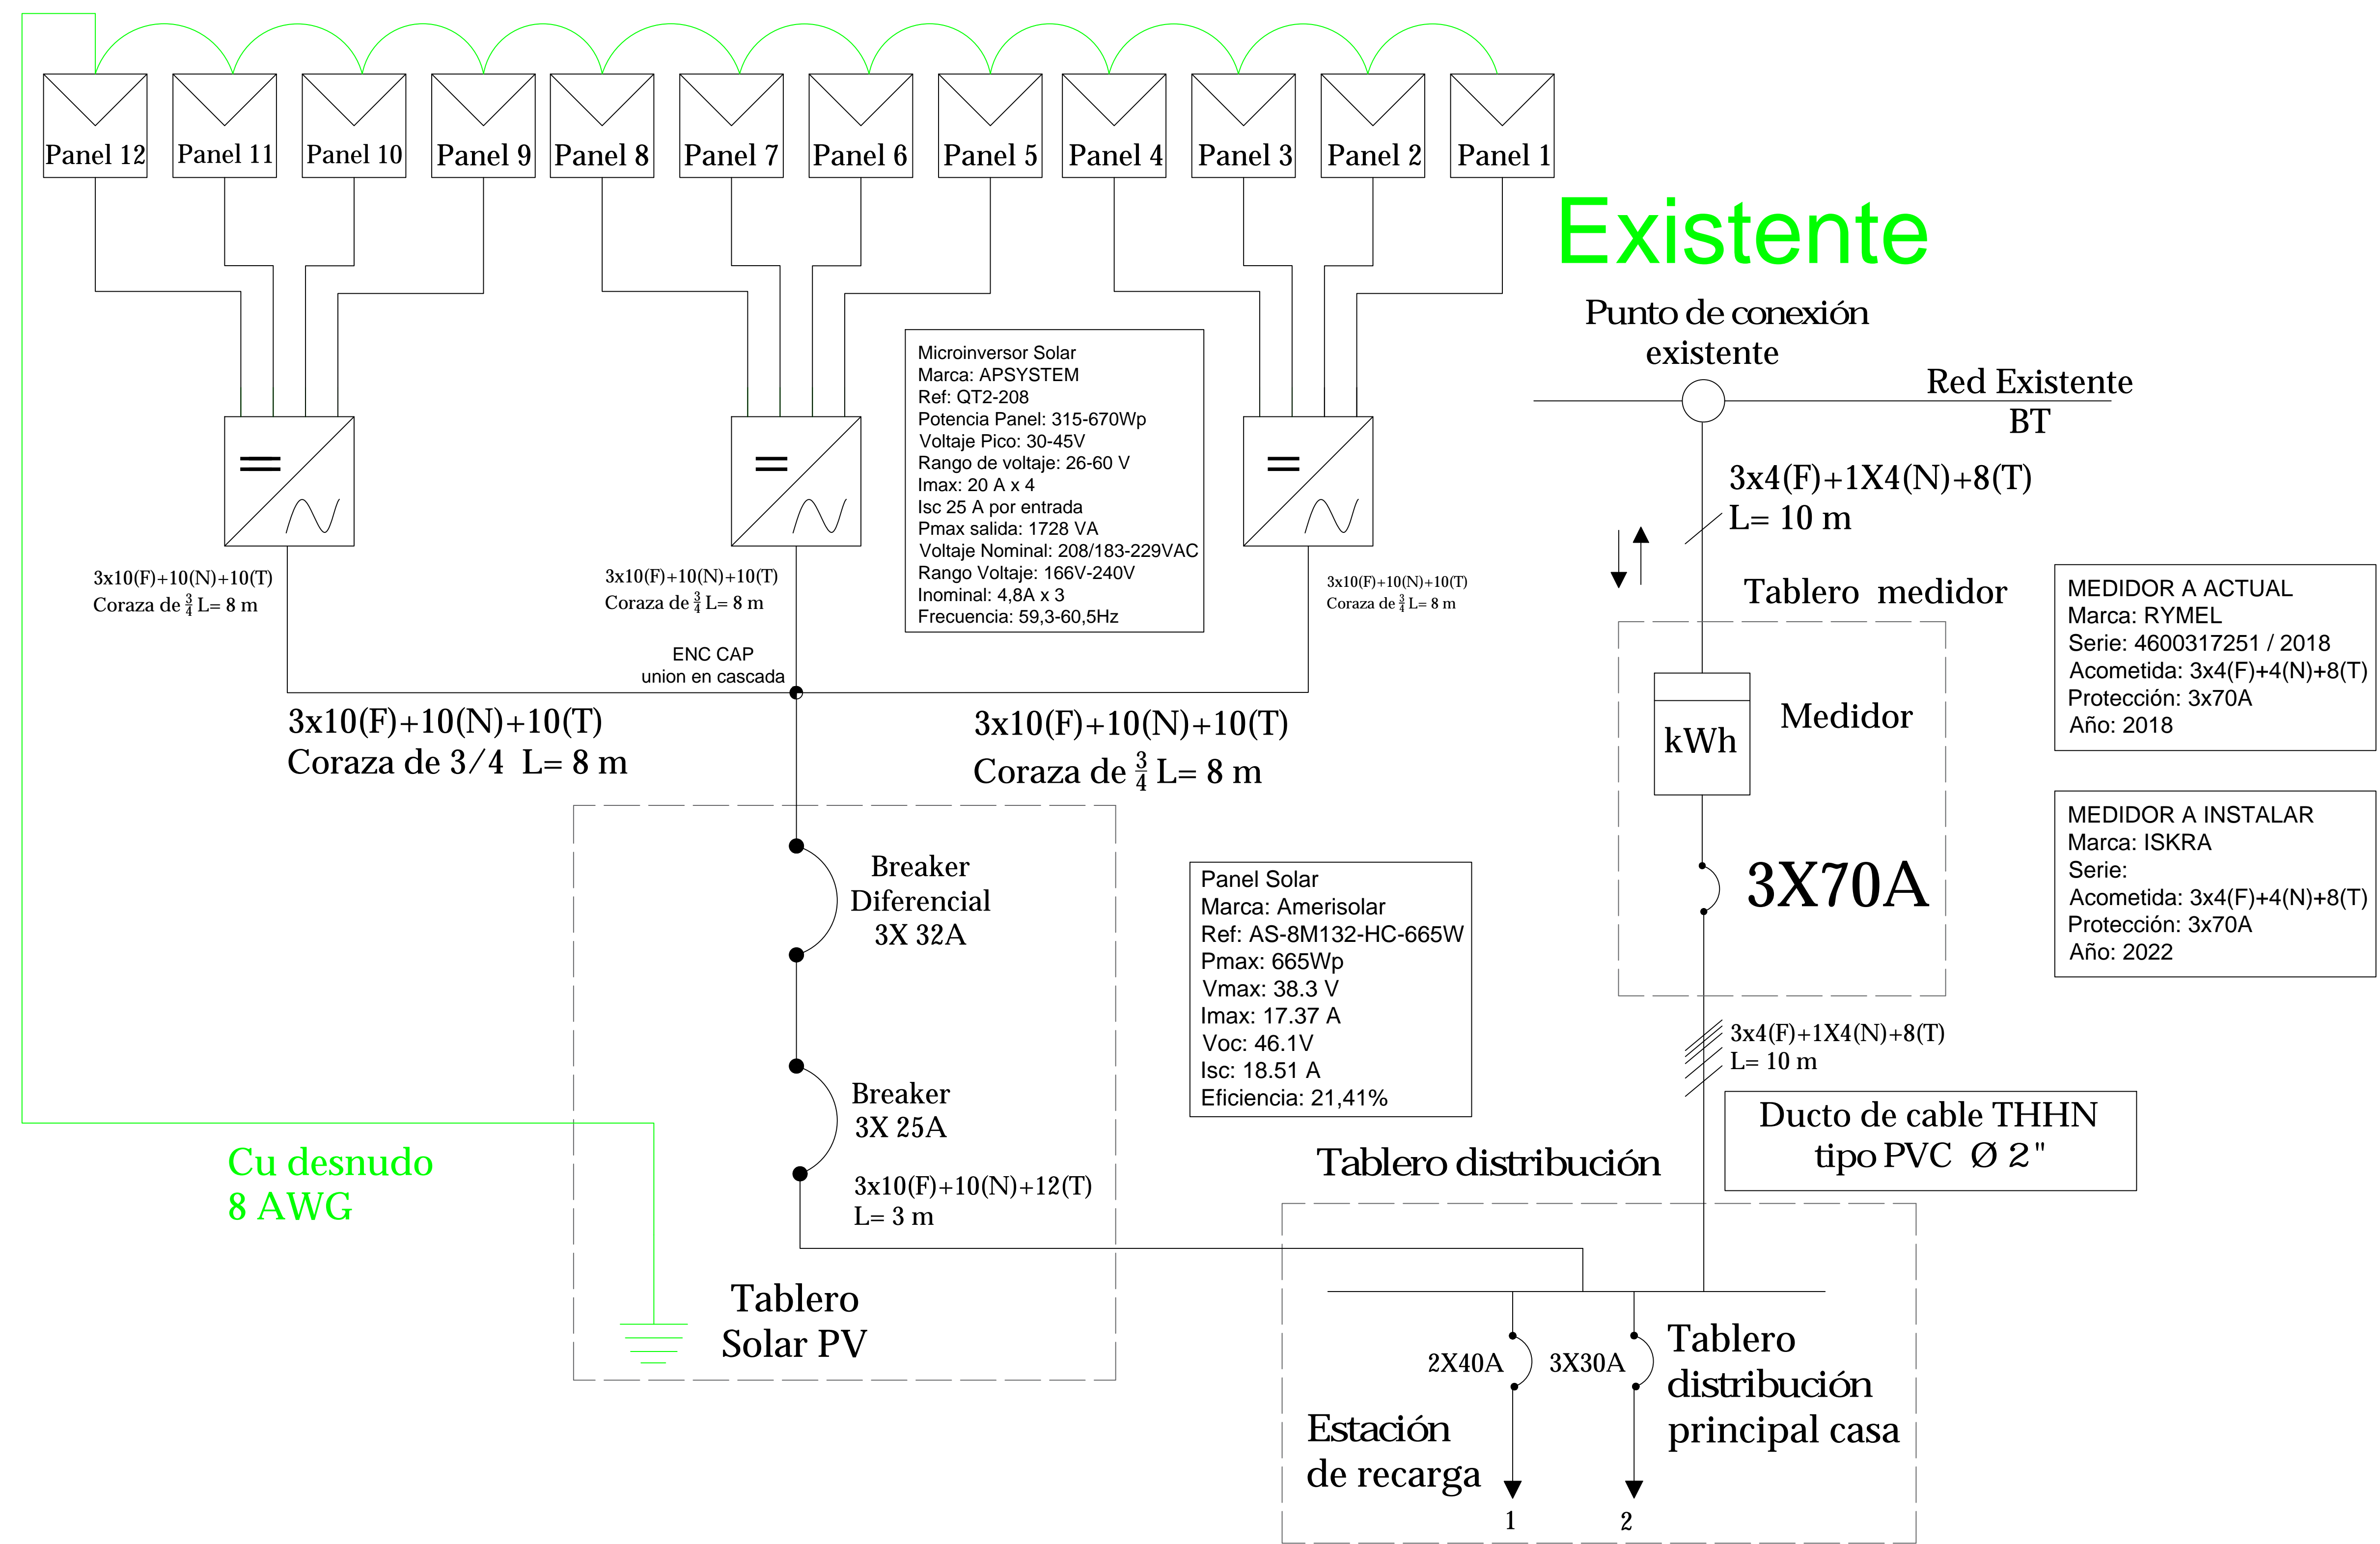 Panel 12
Panel 11
Panel 10
Panel 9
Panel 8
Panel 7
Panel 6
Panel 5
Panel 4
Panel 3
Panel 2
Panel 1
Existente
Punto de conexión
existente
Red Existente
BT
3x4(F)+1X4(N)+8(T)
L= 10 m
Microinversor Solar
Marca: APSYSTEM
Ref: QT2-208
Potencia Panel: 315-670Wp
Voltaje Pico: 30-45V
Rango de voltaje: 26-60 V
Imax: 20 A x 4
Isc 25 A por entrada
Pmax salida: 1728 VA
Voltaje Nominal: 208/183-229VAC
Rango Voltaje: 166V-240V
Inominal: 4,8A x 3
Frecuencia: 59,3-60,5Hz
3x10(F)+10(N)+10(T)
Coraza de 3/4 L= 8 m
3x10(F)+10(N)+10(T)
Coraza de 3/4 L= 8 m
3x10(F)+10(N)+10(T)
Coraza de 3/4 L= 8 m
ENC CAP
union en cascada
3x10(F)+10(N)+10(T)
Coraza de 3/4 L= 8 m
3x10(F)+10(N)+10(T)
Coraza de 3/4 L= 8 m
Tablero medidor
Medidor
kWh
3X70A
MEDIDOR A ACTUAL
Marca: RYMEL
Serie: 4600317251 / 2018
Acometida: 3x4(F)+4(N)+8(T)
Protección: 3x70A
Año: 2018
MEDIDOR A INSTALAR
Marca: ISKRA
Serie:
Acometida: 3x4(F)+4(N)+8(T)
Protección: 3x70A
Año: 2022
Breaker
Diferencial
3X 32A
Breaker
3X 25A
3x10(F)+10(N)+12(T)
L= 3 m
Tablero
Solar PV
Cu desnudo
8 AWG
Panel Solar
Marca: Amerisolar
Ref: AS-8M132-HC-665W
Pmax: 665Wp
Vmax: 38.3 V
Imax: 17.37 A
Voc: 46.1V
Isc: 18.51 A
Eficiencia: 21,41%
3x4(F)+1X4(N)+8(T)
L= 10 m
Ducto de cable THHN
tipo PVC Ø 2"
Tablero distribución
2X40A
3X30A
Tablero
distribución
principal casa
Estación
de recarga
1
2